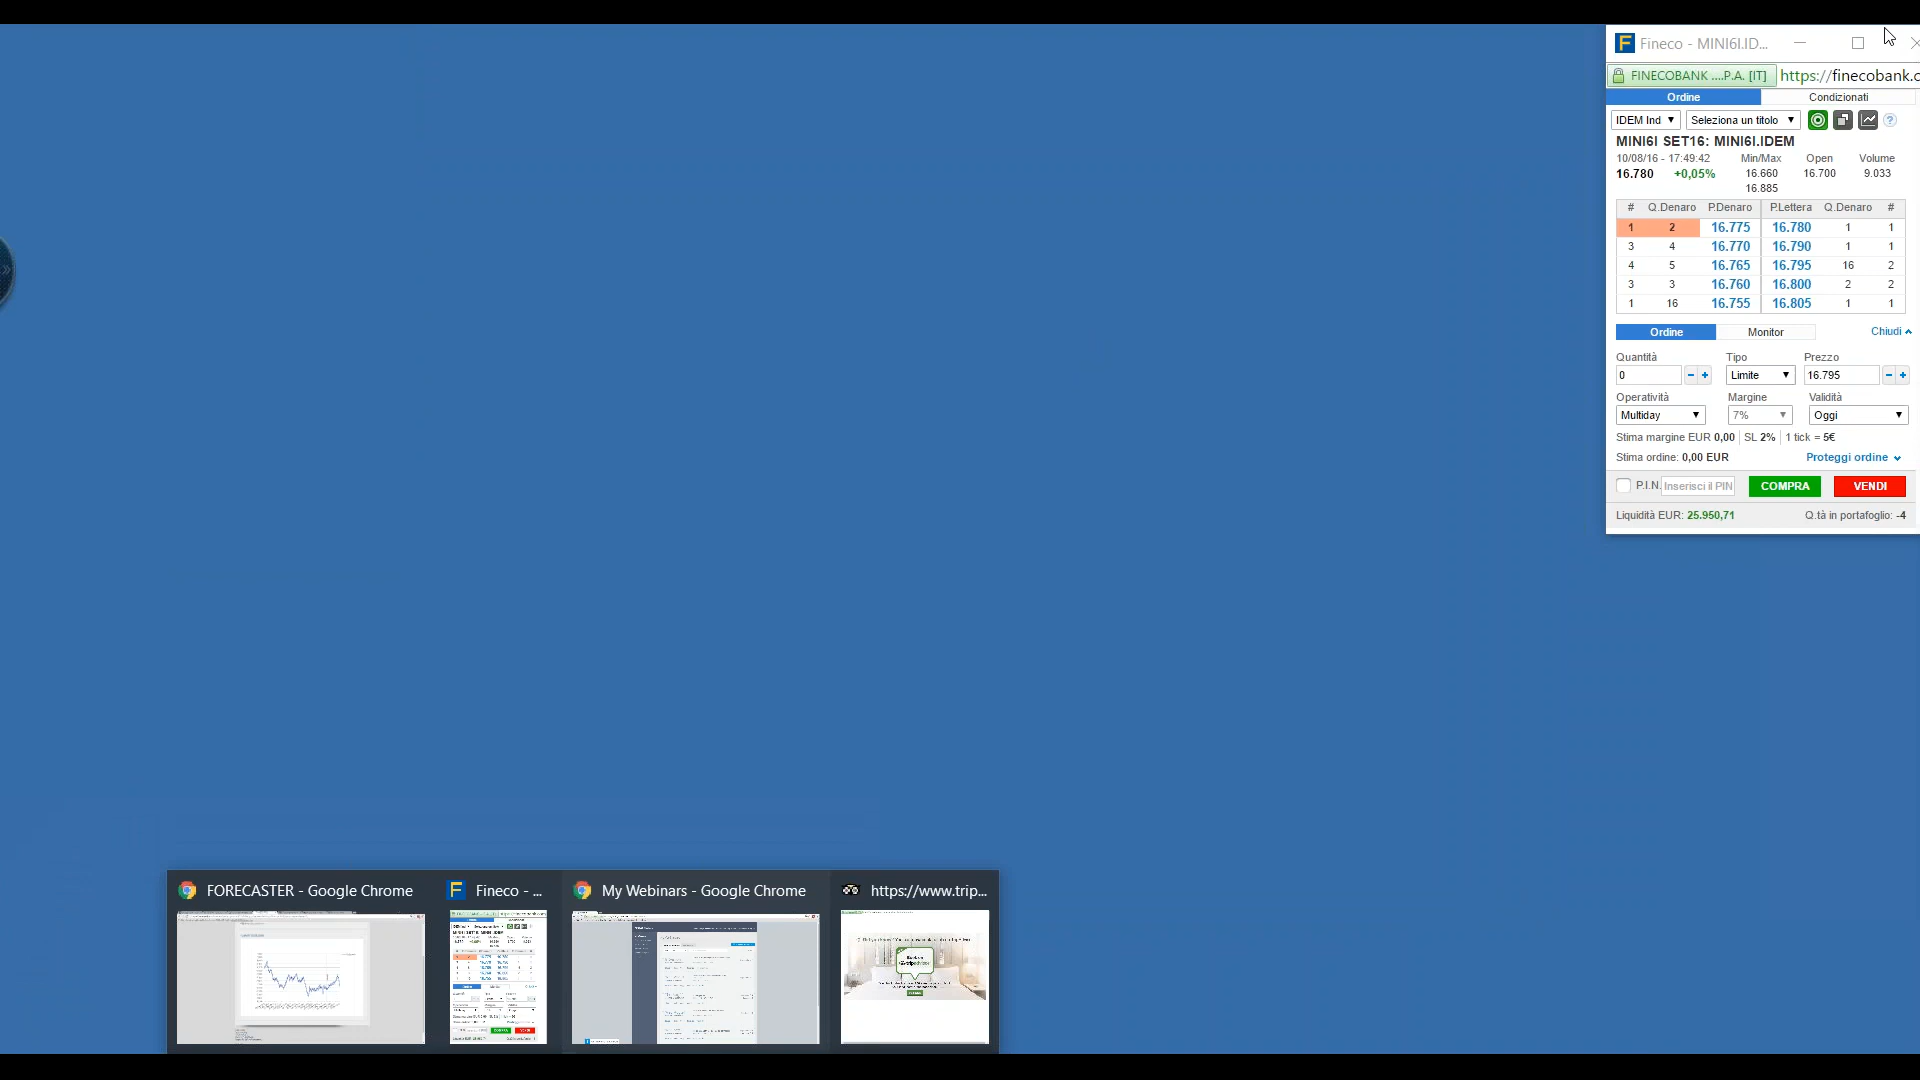 Fineco - MINI6I.ID...
FINECOBANK ....P.A. [IT] https://finecobank.c
Ordine Condizionati
IDEM Ind Seleziona un titolo ?
MINI6I SET16: MINI6I.IDEM
10/08/16 - 17:49:42 Min/Max Open Volume
16.780 +0,05% 16.660 16.700 9.033
16.885
# Q.Denaro P.Denaro P.Lettera Q.Denaro #
1 2 16.775 16.780 1 1
3 4 16.770 16.790 1 1
4 5 16.765 16.795 16 2
3 3 16.760 16.800 2 2
1 16 16.755 16.805 1 1
Ordine Monitor Chiudi
Quantità Tipo Prezzo
0 - + Limite 16.795 - +
Operatività Margine Validità
Multiday 7% Oggi
Stima margine EUR 0,00 SL 2% 1 tick = 5€
Stima ordine: 0,00 EUR Proteggi ordine
P.I.N. Inserisci il PIN COMPRA VENDI
Liquidità EUR: 25.950,71 Q.tà in portafoglio: -4
FORECASTER - Google Chrome Fineco - ... My Webinars - Google Chrome https://www.trip...